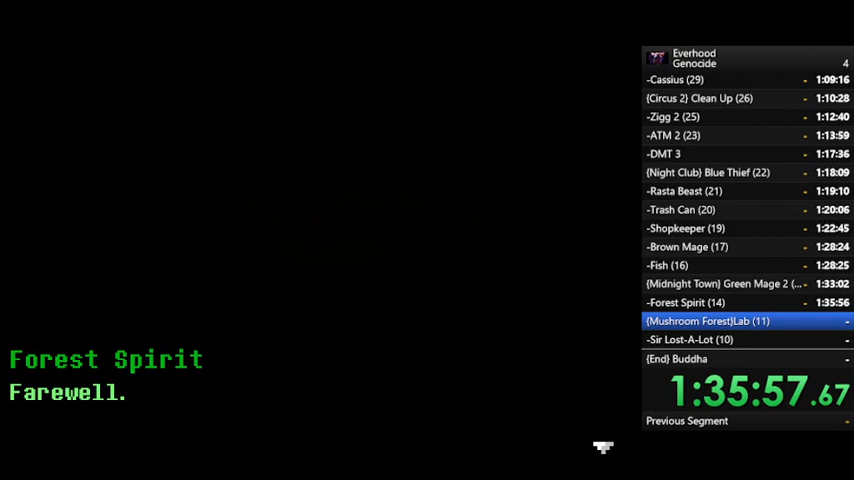 Everhood
Genocide 4
-Cassius (29) - 1:09:16
{Circus 2} Clean Up (26) - 1:10:28
-Zigg 2 (25) - 1:12:40
-ATM 2 (23) - 1:13:59
-DMT 3 - 1:17:36
{Night Club} Blue Thief (22) - 1:18:09
-Rasta Beast (21) - 1:19:10
-Trash Can (20) - 1:20:06
-Shopkeeper (19) - 1:22:45
-Brown Mage (17) - 1:28:24
-Fish (16) - 1:28:25
{Midnight Town} Green Mage 2 (... - 1:33:02
-Forest Spirit (14) - 1:35:56
{Mushroom Forest}Lab (11) -
-Sir Lost-A-Lot (10) -
{End} Buddha -
1:35:57.67
Previous Segment -
Forest Spirit
Farewell.